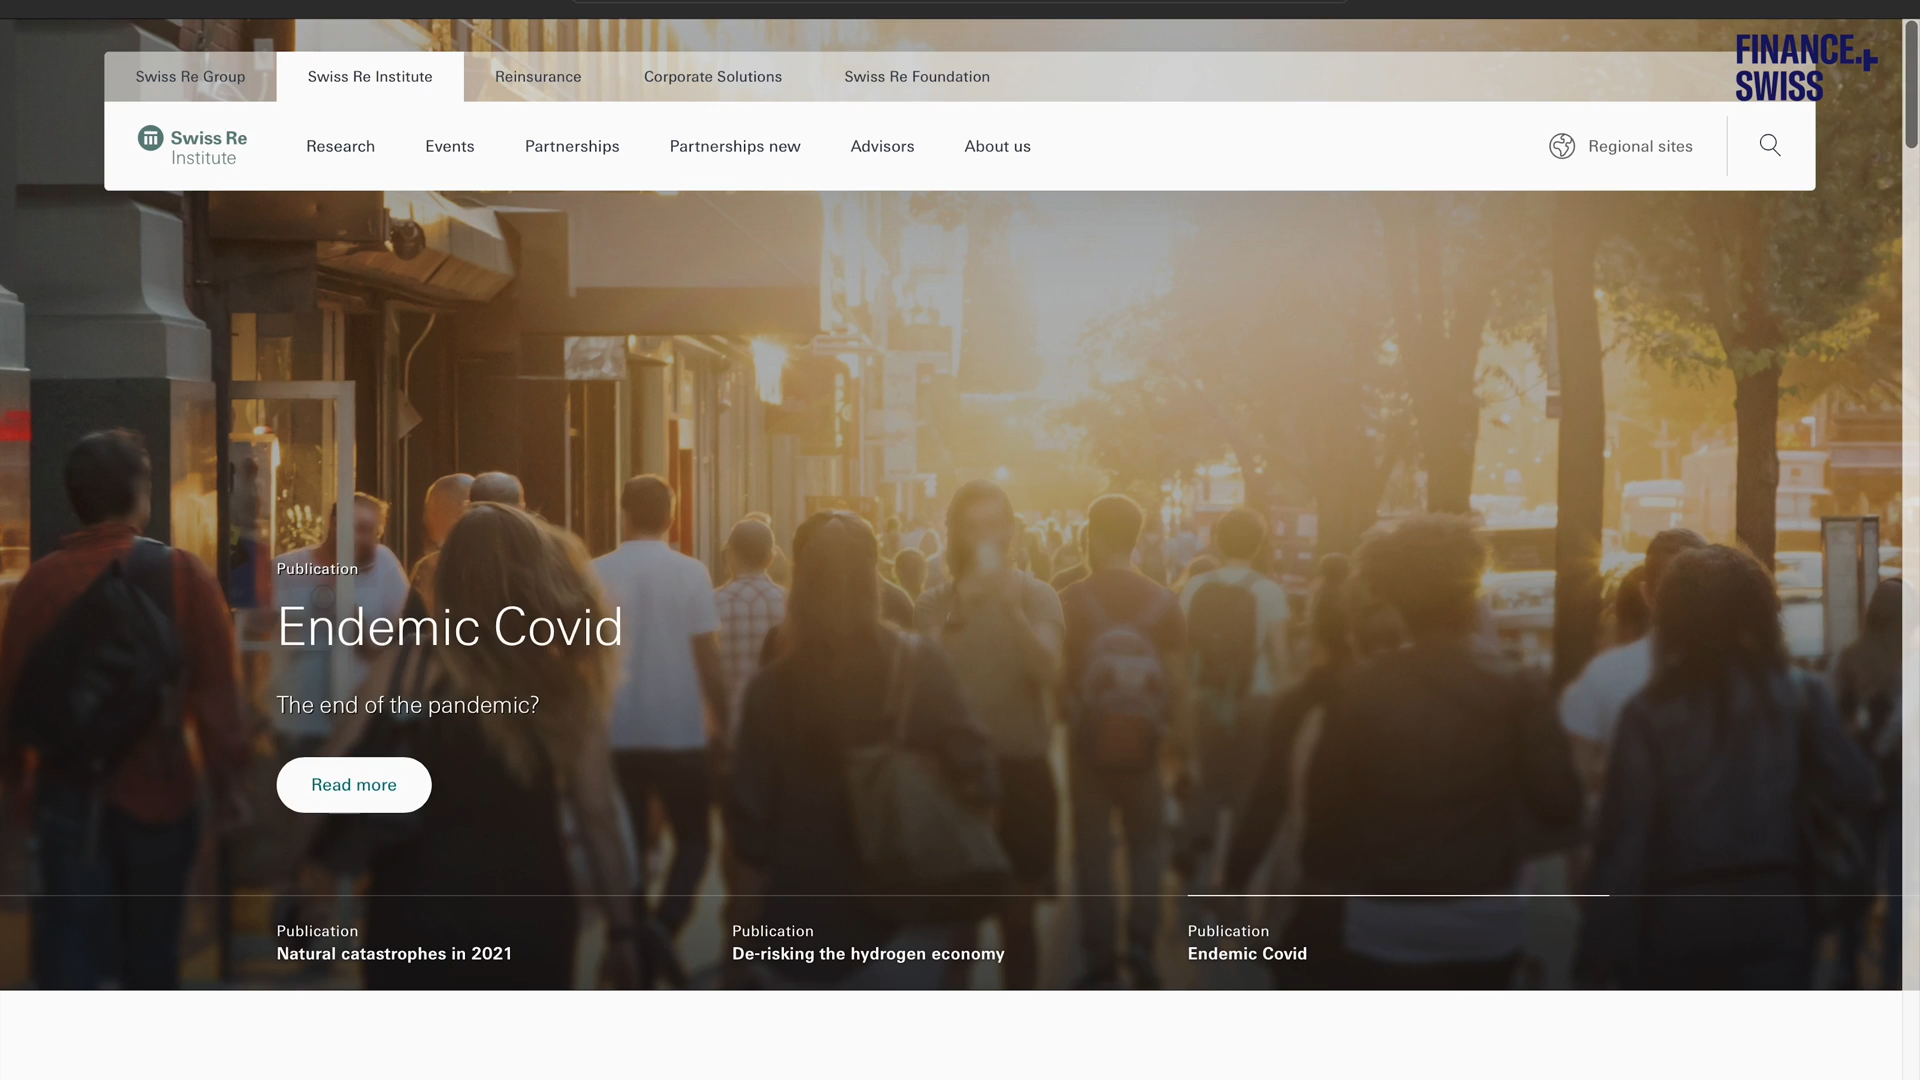 FINANCE.+
SWISS
Swiss Re Group
Swiss Re Institute
Reinsurance
Corporate Solutions
Swiss Re Foundation
Swiss Re
Institute
Research
Events
Partnerships
Partnerships new
Advisors
About us
Regional sites
Publication
Endemic Covid
The end of the pandemic?
Read more
Publication
Natural catastrophes in 2021
Publication
De-risking the hydrogen economy
Publication
Endemic Covid